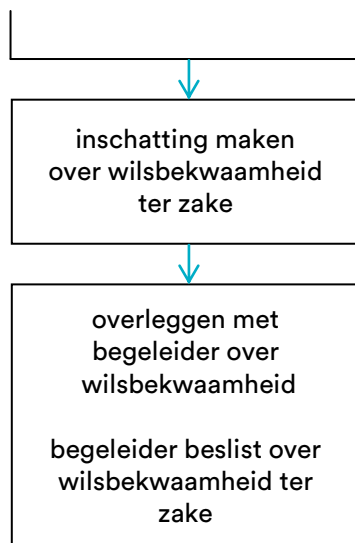 inschatting maken
over wilsbekwaamheid
ter zake
overleggen met
begeleider over
wilsbekwaamheid
begeleider beslist over
wilsbekwaamheid ter
zake